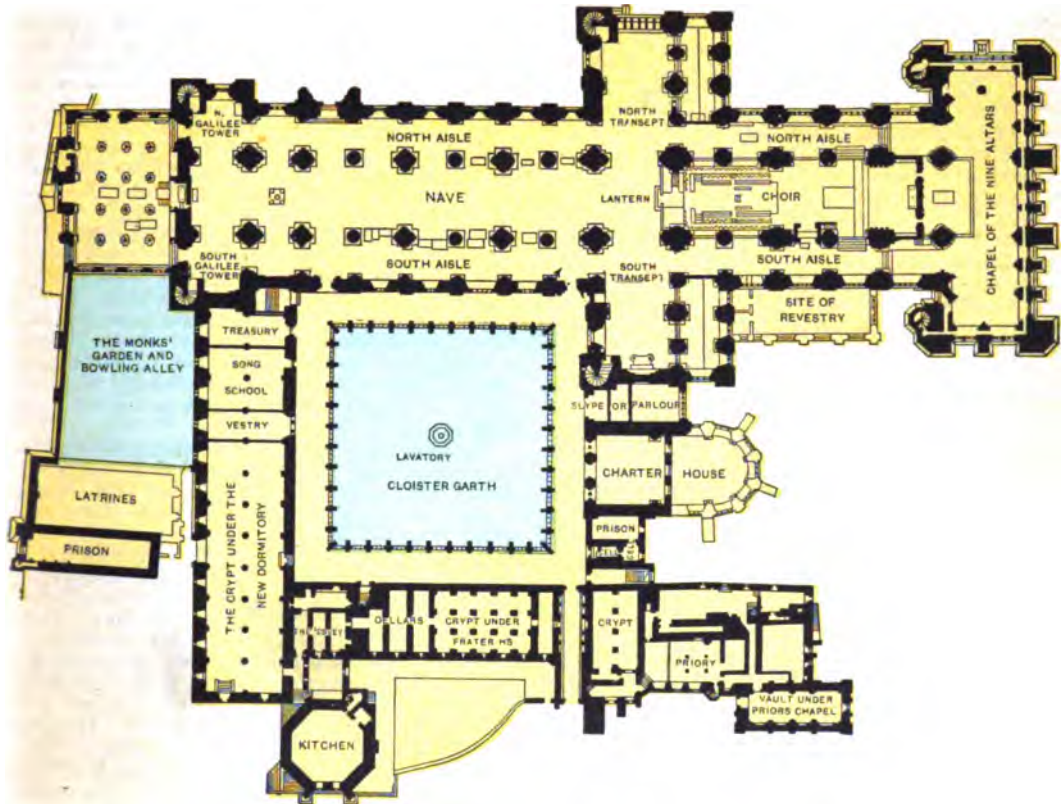 N.
GALILEE
TOWER
NORTH AISLE
NORTH
TRANSEPT
NORTH AISLE
NAVE
LANTERN
CHOIR
CHAPEL OF THE NINE ALTARS
SOUTH
GALILEE
TOWER
SOUTH AISLE
SOUTH
TRANSEPT
SOUTH AISLE
SITE OF
REVESTRY
THE MONKS'
GARDEN AND
BOWLING ALLEY
TREASURY
SONG
SCHOOL
VESTRY
SLYPE OR PARLOUR
LAVATORY
CLOISTER GARTH
CHARTER HOUSE
LATRINES
PRISON
THE CRYPT UNDER THE
NEW DORMITORY
PRISON
CELLARS
CRYPT UNDER
FRATER HS
CRYPT
PRIORY
VAULT UNDER
PRIORS CHAPEL
KITCHEN